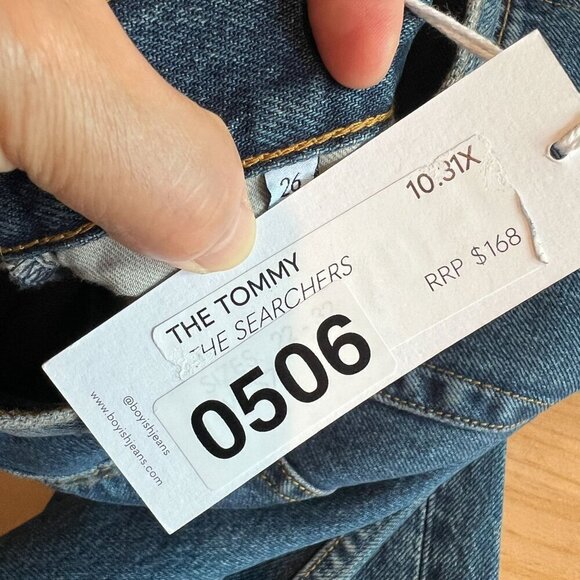 26
10.31X
THE TOMMY
THE SEARCHERS
RRP $168
0506
@boyishjeans
www.boyishjeans.com